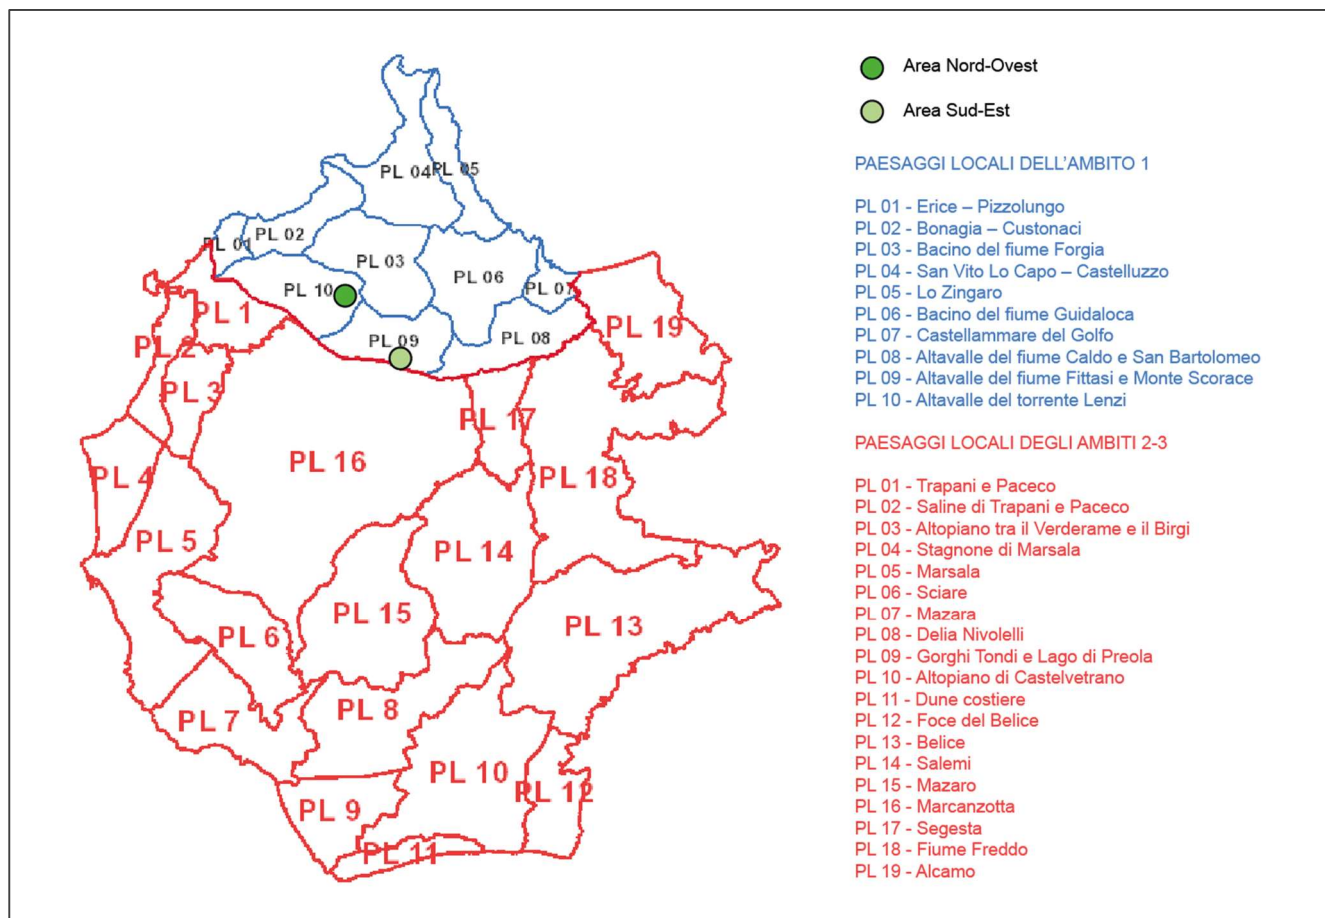 Area Nord-Ovest
Area Sud-Est
PAESAGGI LOCALI DELL'AMBITO 1
PL 01 - Erice – Pizzolungo
PL 02 - Bonagia – Custonaci
PL 03 - Bacino del fiume Forgia
PL 04 - San Vito Lo Capo – Castelluzzo
PL 05 - Lo Zingaro
PL 06 - Bacino del fiume Guidaloca
PL 07 - Castellammare del Golfo
PL 08 - Altavalle del fiume Caldo e San Bartolomeo
PL 09 - Altavalle del fiume Fittasi e Monte Scorace
PL 10 - Altavalle del torrente Lenzi
PAESAGGI LOCALI DEGLI AMBITI 2-3
PL 01 - Trapani e Paceco
PL 02 - Saline di Trapani e Paceco
PL 03 - Altopiano tra il Verderame e il Birgi
PL 04 - Stagnone di Marsala
PL 05 - Marsala
PL 06 - Sciare
PL 07 - Mazara
PL 08 - Delia Nivolelli
PL 09 - Gorghi Tondi e Lago di Preola
PL 10 - Altopiano di Castelvetrano
PL 11 - Dune costiere
PL 12 - Foce del Belice
PL 13 - Belice
PL 14 - Salemi
PL 15 - Mazaro
PL 16 - Marcanzotta
PL 17 - Segesta
PL 18 - Fiume Freddo
PL 19 - Alcamo
PL 04
PL 05
PL 02
PL 01
PL 03
PL 06
PL 10
PL 07
PL 09
PL 08
PL 1
PL 19
PL 2
PL 3
PL 17
PL 16
PL 4
PL 18
PL 5
PL 14
PL 15
PL 13
PL 6
PL 8
PL 7
PL 10
PL 12
PL 9
PL 11